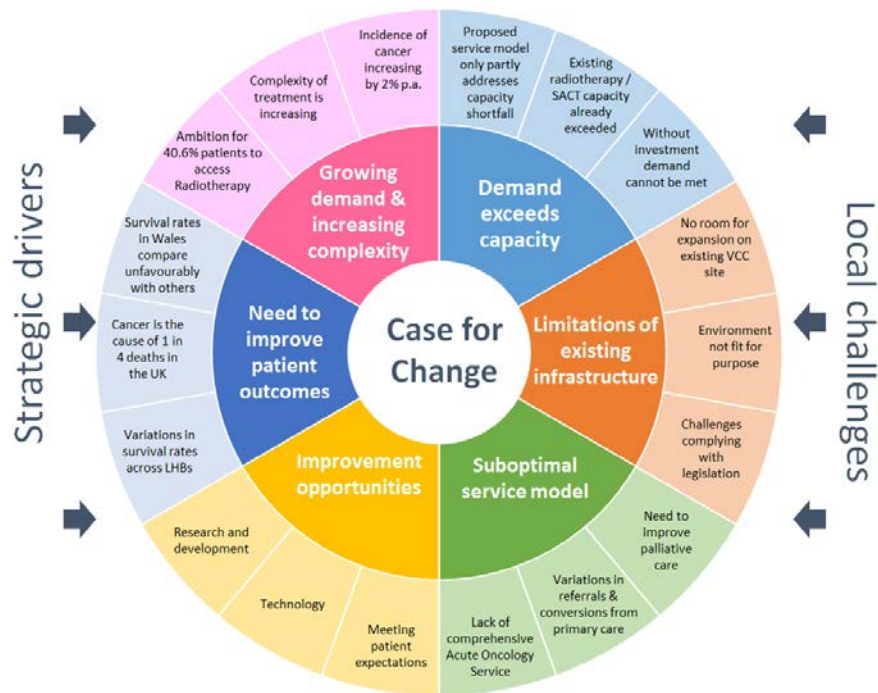 Strategic drivers
Local challenges
Case for
Change
Growing
demand &
increasing
complexity
Incidence of
cancer
increasing
by 2% p.a.
Complexity of
treatment is
increasing
Ambition for
40.6% patients to
access
Radiotherapy
Demand
exceeds
capacity
Proposed
service model
only partly
addresses
capacity
shortfall
Existing
radiotherapy /
SACT capacity
already
exceeded
Without
investment
demand
cannot be met
Limitations of
existing
infrastructure
No room for
expansion on
existing VCC
site
Environment
not fit for
purpose
Challenges
complying
with
legislation
Suboptimal
service model
Need to
improve
palliative
care
Variations in
referrals &
conversions from
primary care
Lack of
comprehensive
Acute Oncology
Service
Improvement
opportunities
Meeting
patient
expectations
Technology
Research and
development
Need to
improve
patient
outcomes
Variations in
survival rates
across LHBs
Cancer is the
cause of 1 in
4 deaths in
the UK
Survival rates
in Wales
compare
unfavourably
with others